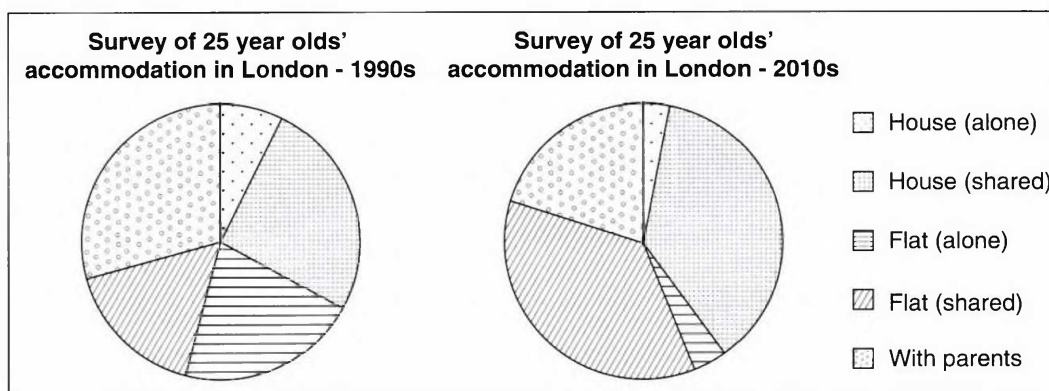 Survey of 25 year olds'
accommodation in London - 1990s
Survey of 25 year olds'
accommodation in London - 2010s
House (alone)
House (shared)
Flat (alone)
Flat (shared)
With parents